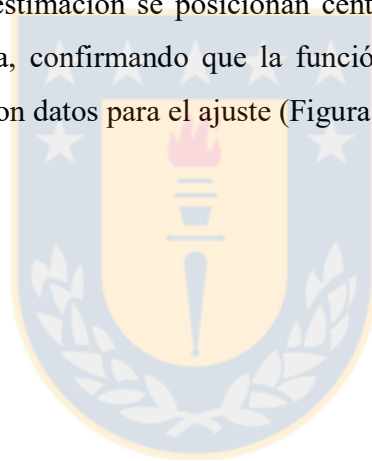 estimación se posicionan cent
a, confirmando que la funció
on datos para el ajuste (Figura